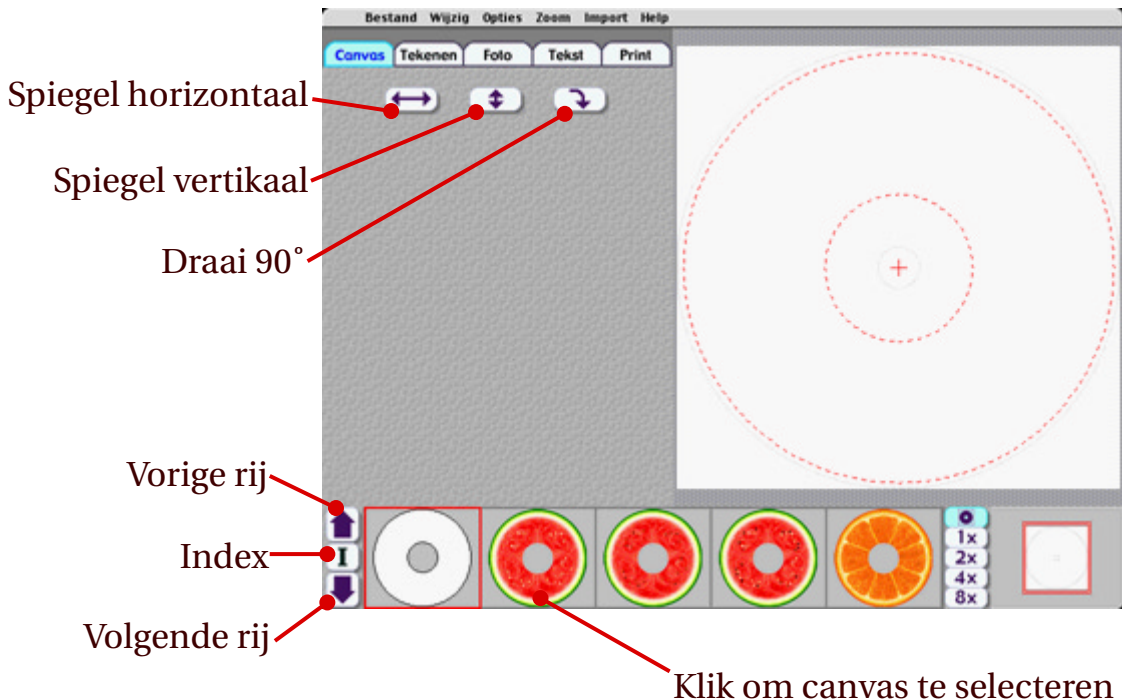 Bestand Wijzig Opties Zoom Import Help
Canvas Tekenen Foto Tekst Print
Spiegel horizontaal
Spiegel vertikaal
Draai 90°
Vorige rij
Index
I
Volgende rij
1x
2x
4x
8x
Klik om canvas te selecteren